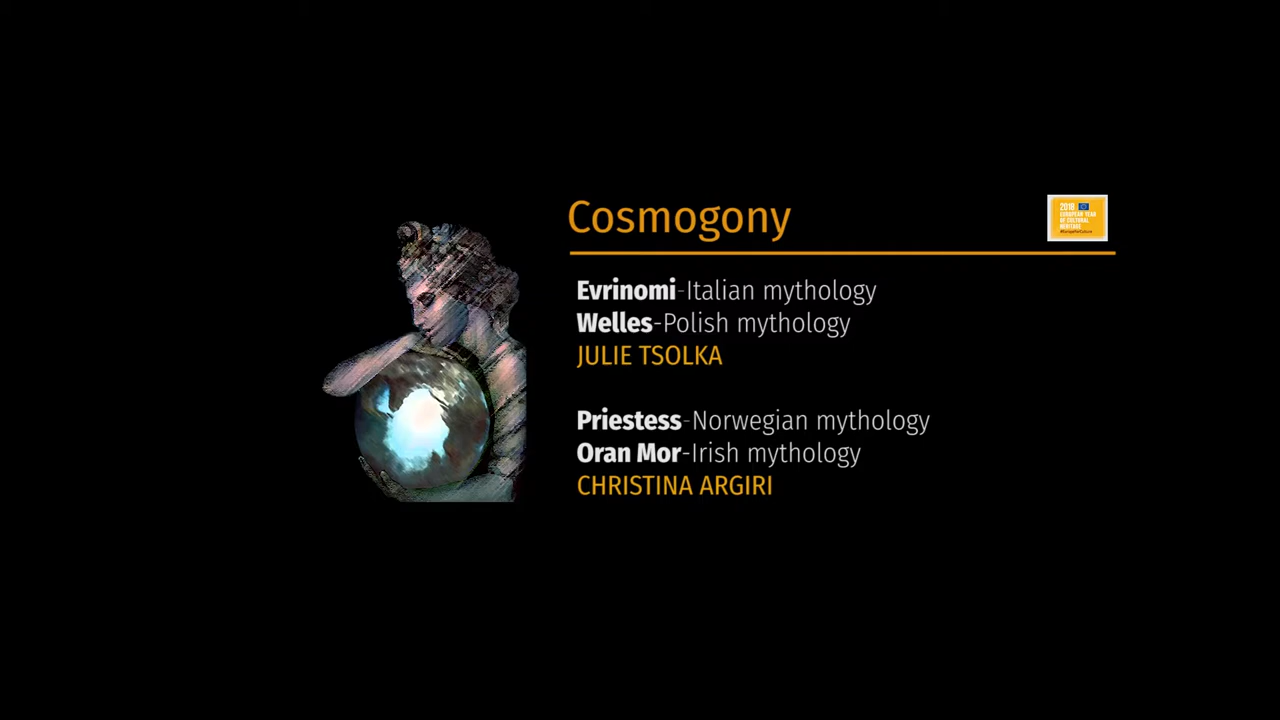 Cosmogony
2018
EUROPEAN YEAR
OF CULTURAL
HERITAGE
#EuropeForCulture
Evrinomi-Italian mythology
Welles-Polish mythology
JULIE TSOLKA
Priestess-Norwegian mythology
Oran Mor-Irish mythology
CHRISTINA ARGIRI